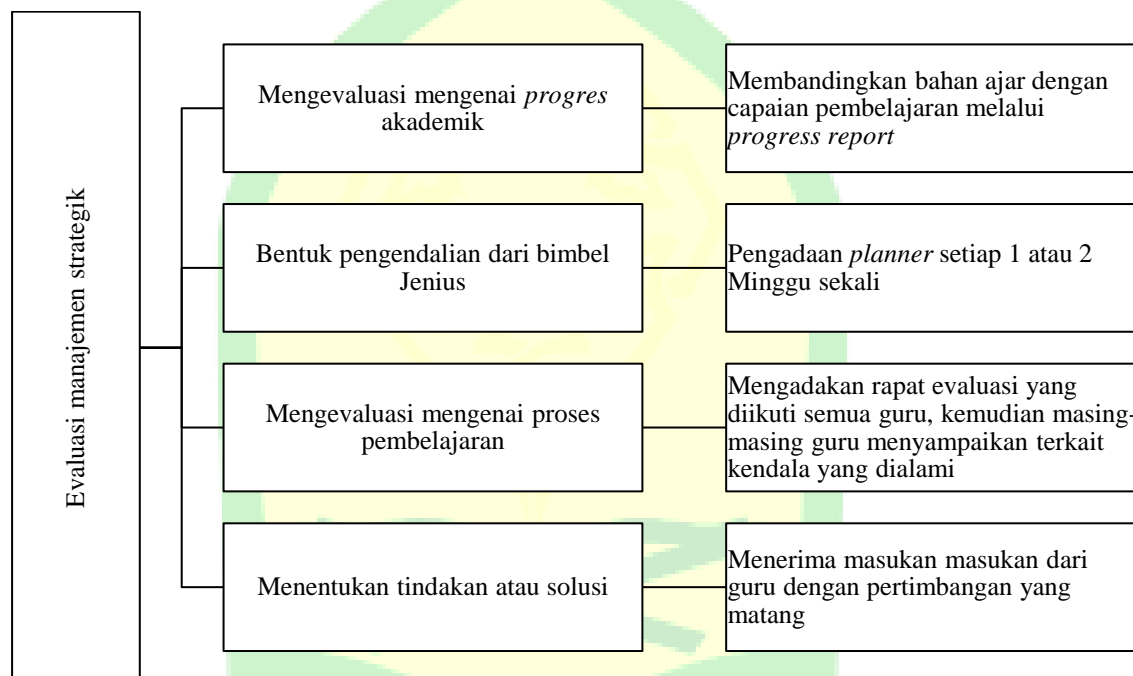 Evaluasi manajemen strategik
Mengevaluasi mengenai progres
akademik
Membandingkan bahan ajar dengan
capaian pembelajaran melalui
progress report
Bentuk pengendalian dari bimbel
Jenius
Pengadaan planner setiap 1 atau 2
Minggu sekali
Mengevaluasi mengenai proses
pembelajaran
Mengadakan rapat evaluasi yang
diikuti semua guru, kemudian masing-
masing guru menyampaikan terkait
kendala yang dialami
Menentukan tindakan atau solusi
Menerima masukan masukan dari
guru dengan pertimbangan yang
matang